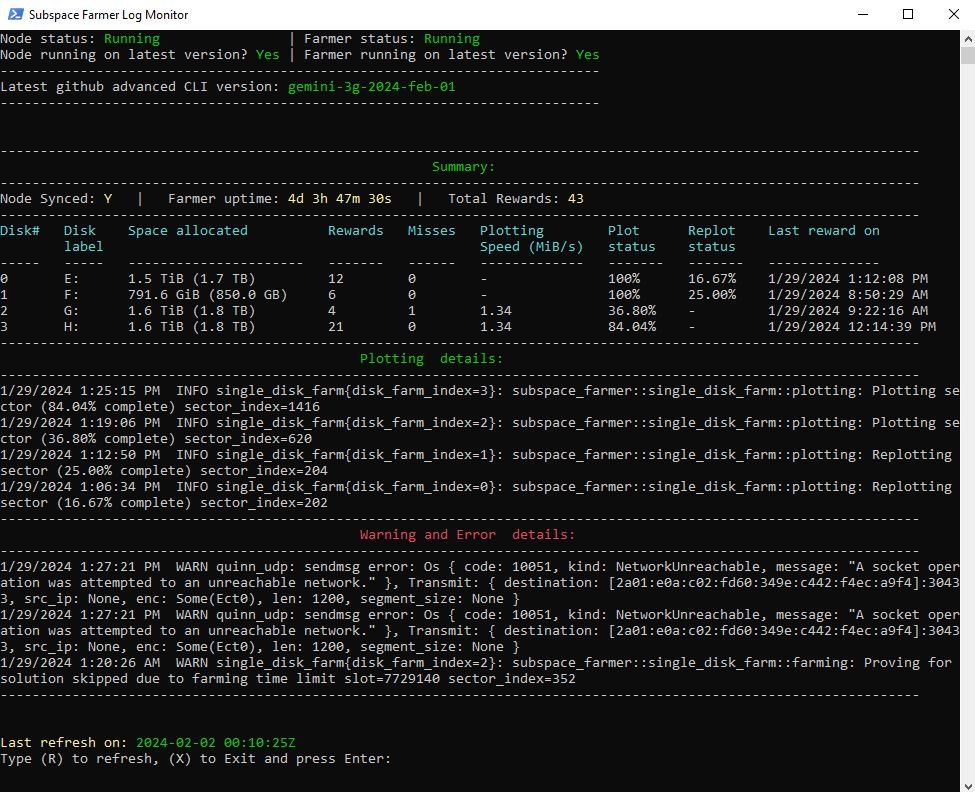 Subspace Farmer Log Monitor
Node status: Running | Farmer status: Running
Node running on latest version? Yes | Farmer running on latest version? Yes
---------------------------------------------------------------------------
Latest github advanced CLI version: gemini-3g-2024-feb-01
---------------------------------------------------------------------------
-------------------------------------------------------------------------------------------------------------------
Summary:
-------------------------------------------------------------------------------------------------------------------
Node Synced: Y | Farmer uptime: 4d 3h 47m 30s | Total Rewards: 43
-------------------------------------------------------------------------------------------------------------------
Disk# Disk Space allocated Rewards Misses Plotting Plot Replot Last reward on
label Speed (MiB/s) status status
----- ----- ---------------- ------- ------ ------------- ------ ------- --------------
0 E: 1.5 TiB (1.7 TB) 12 0 - 100% 16.67% 1/29/2024 1:12:08 PM
1 F: 791.6 GiB (850.0 GB) 6 0 - 100% 25.00% 1/29/2024 8:50:29 AM
2 G: 1.6 TiB (1.8 TB) 4 1 1.34 36.80% - 1/29/2024 9:22:16 AM
3 H: 1.6 TiB (1.8 TB) 21 0 1.34 84.04% - 1/29/2024 12:14:39 PM
-------------------------------------------------------------------------------------------------------------------
Plotting details:
-------------------------------------------------------------------------------------------------------------------
1/29/2024 1:25:15 PM INFO single_disk_farm{disk_farm_index=3}: subspace_farmer::single_disk_farm::plotting: Plotting se
ctor (84.04% complete) sector_index=1416
1/29/2024 1:19:06 PM INFO single_disk_farm{disk_farm_index=2}: subspace_farmer::single_disk_farm::plotting: Plotting se
ctor (36.80% complete) sector_index=620
1/29/2024 1:12:50 PM INFO single_disk_farm{disk_farm_index=1}: subspace_farmer::single_disk_farm::plotting: Replotting
sector (25.00% complete) sector_index=204
1/29/2024 1:06:34 PM INFO single_disk_farm{disk_farm_index=0}: subspace_farmer::single_disk_farm::plotting: Replotting
sector (16.67% complete) sector_index=202
-------------------------------------------------------------------------------------------------------------------
Warning and Error details:
-------------------------------------------------------------------------------------------------------------------
1/29/2024 1:27:21 PM WARN quinn_udp: sendmsg error: Os { code: 10051, kind: NetworkUnreachable, message: "A socket oper
ation was attempted to an unreachable network." }, Transmit: { destination: [2a01:e0a:c02:fd60:349e:c442:f4ec:a9f4]:3043
3, src_ip: None, enc: Some(Ect0), len: 1200, segment_size: None }
1/29/2024 1:27:21 PM WARN quinn_udp: sendmsg error: Os { code: 10051, kind: NetworkUnreachable, message: "A socket oper
ation was attempted to an unreachable network." }, Transmit: { destination: [2a01:e0a:c02:fd60:349e:c442:f4ec:a9f4]:3043
3, src_ip: None, enc: Some(Ect0), len: 1200, segment_size: None }
1/29/2024 1:20:26 AM WARN single_disk_farm{disk_farm_index=2}: subspace_farmer::single_disk_farm::farming: Proving for
solution skipped due to farming time limit slot=7729140 sector_index=352
-------------------------------------------------------------------------------------------------------------------
Last refresh on: 2024-02-02 00:10:25Z
Type (R) to refresh, (X) to Exit and press Enter: